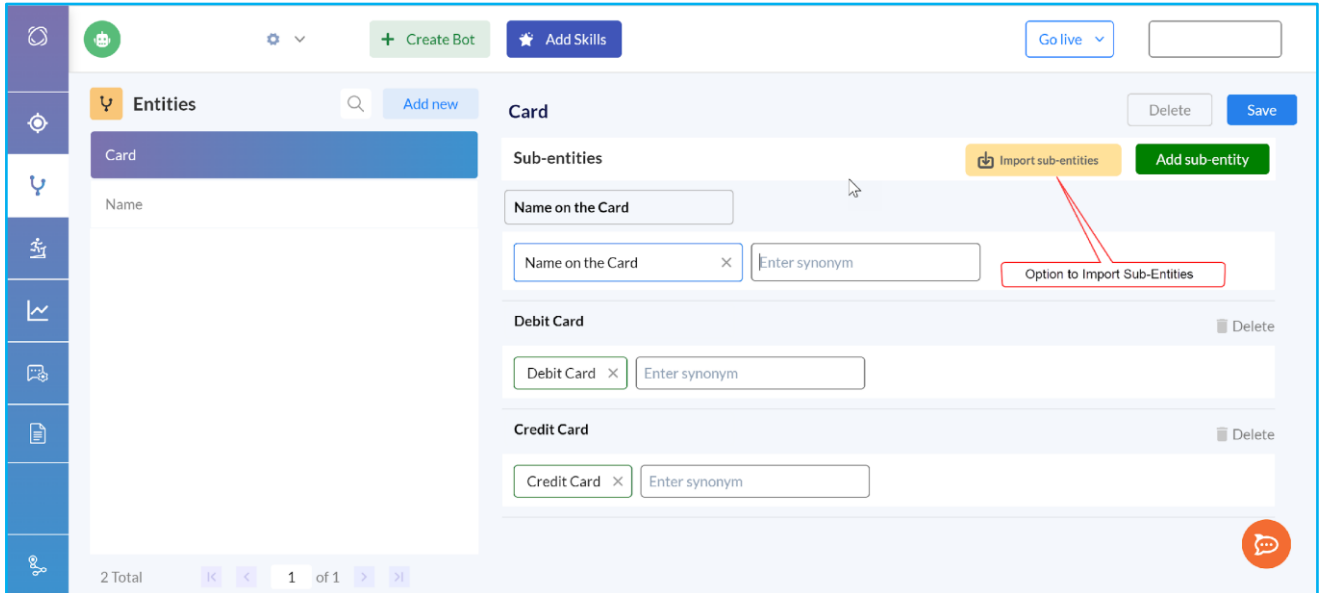 + Create Bot
Add Skills
Go live
Entities
Add new
Card
Name
2 Total
1 of 1
Card
Delete
Save
Sub-entities
Import sub-entities
Add sub-entity
Name on the Card
Name on the Card ×
Enter synonym
Option to Import Sub-Entities
Debit Card
Delete
Debit Card ×
Enter synonym
Credit Card
Delete
Credit Card ×
Enter synonym